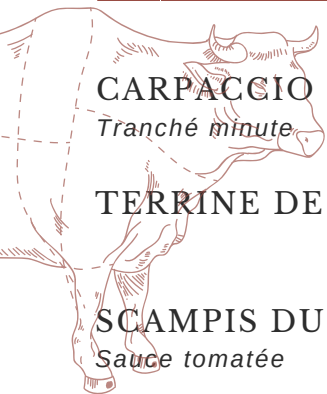 CARPACCIO
Tranché minute
TERRINE DE
SCAMPIS DU
Sauce tomatée